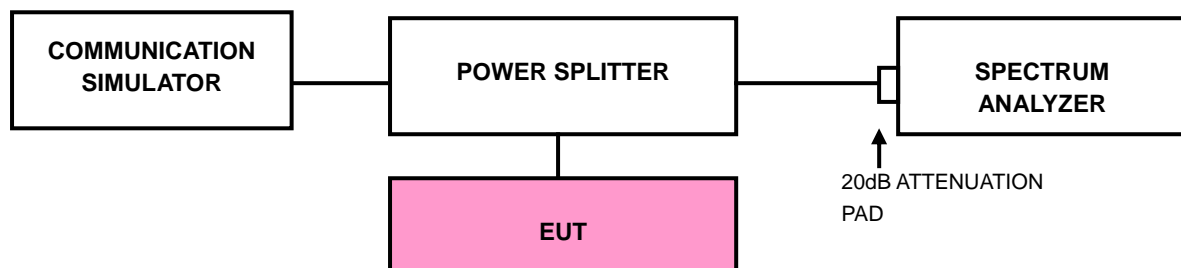 COMMUNICATION
SIMULATOR
POWER SPLITTER
SPECTRUM
ANALYZER
20dB ATTENUATION
PAD
EUT